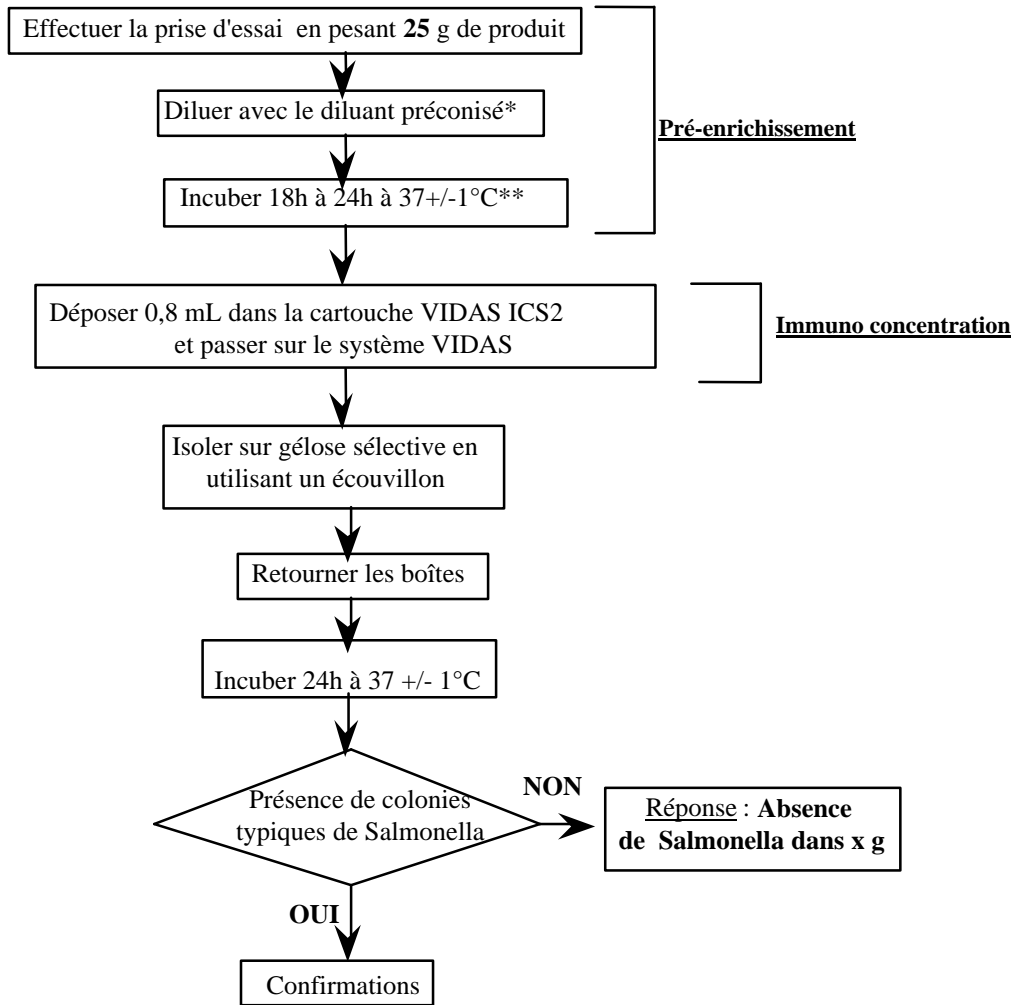 Effectuer la prise d'essai en pesant 25 g de produit
Diluer avec le diluant préconisé*
Pré-enrichissement
Incuber 18h à 24h à 37+/-1°C**
Déposer 0,8 mL dans la cartouche VIDAS ICS2
et passer sur le système VIDAS
Immuno concentration
Isoler sur gélose sélective en
utilisant un écouvillon
Retourner les boîtes
Incuber 24h à 37 +/- 1°C
Présence de colonies
typiques de Salmonella
NON
Réponse : Absence
de Salmonella dans x g
OUI
Confirmations